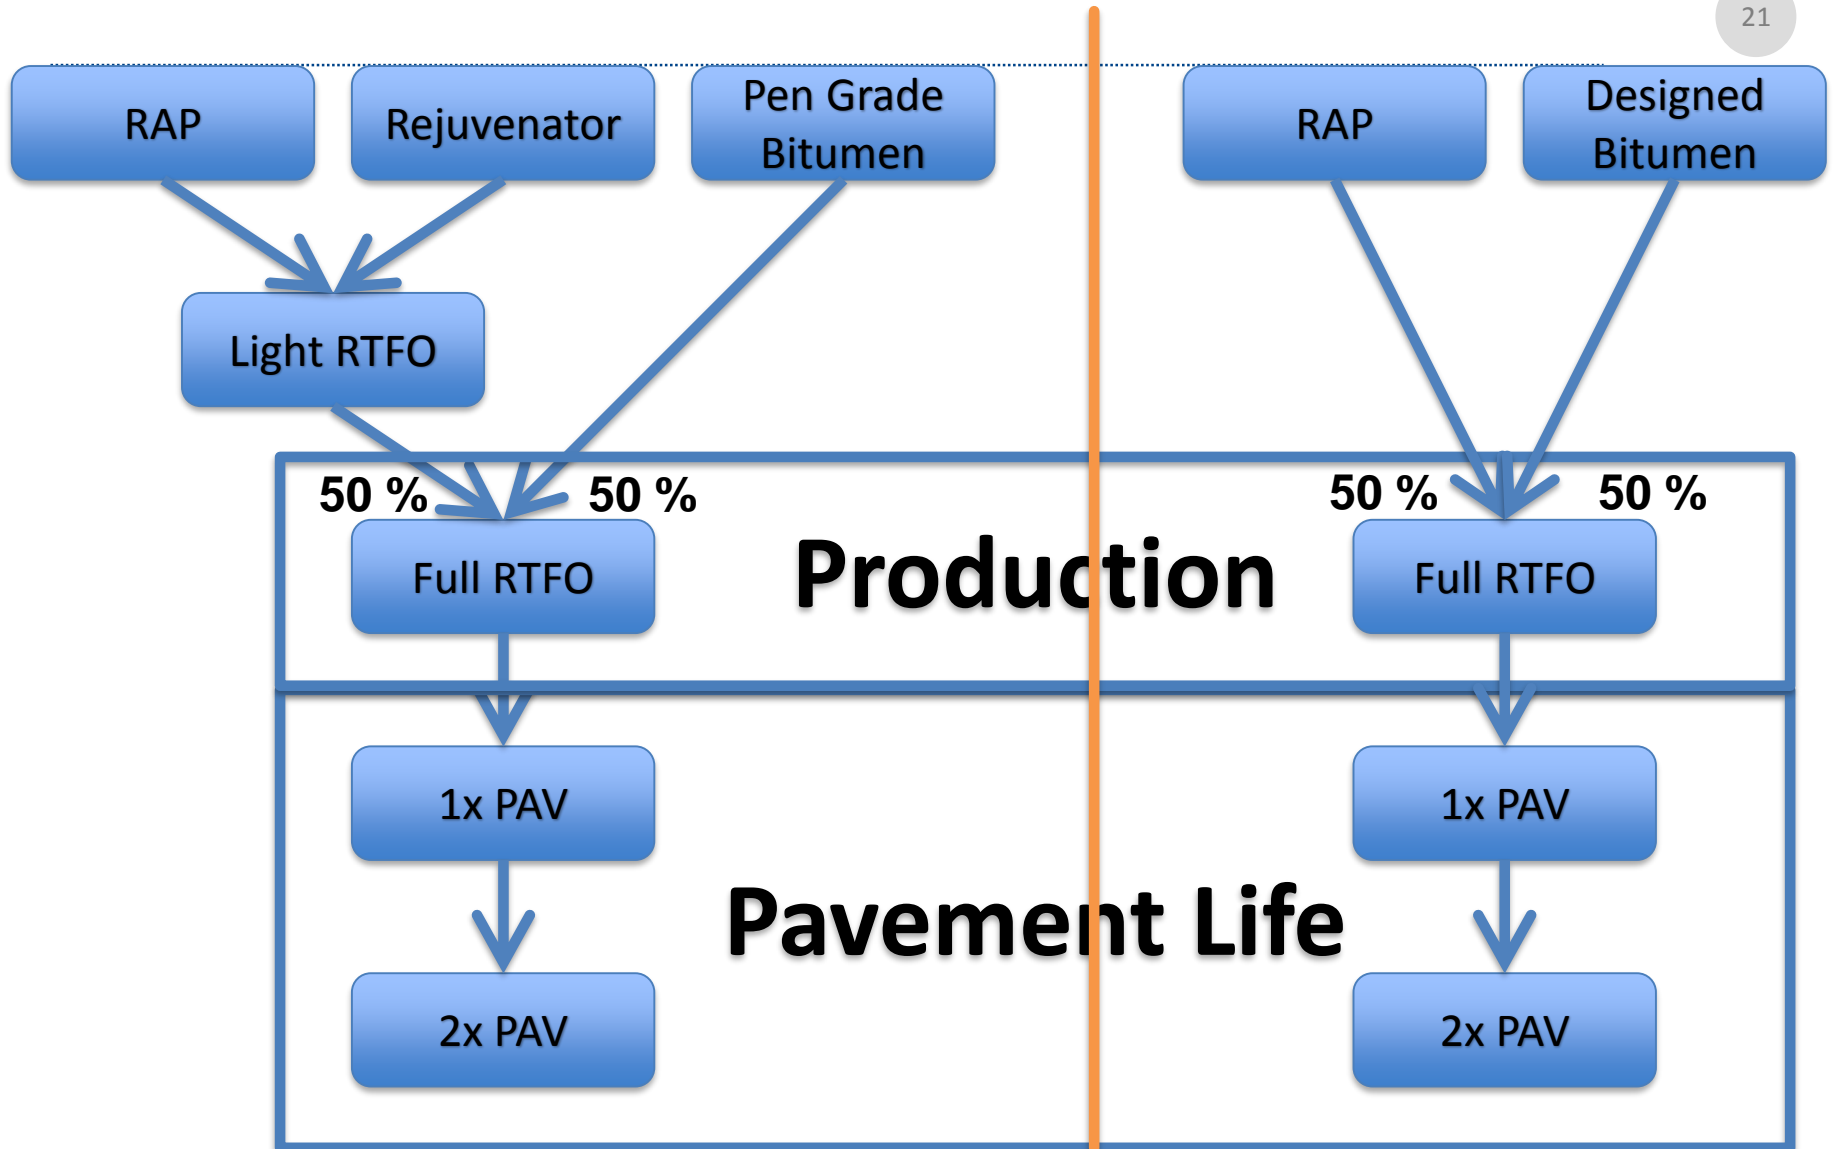 21
RAP
Rejuvenator
Pen Grade
Bitumen
RAP
Designed
Bitumen
Light RTFO
50 %
50 %
50 %
50 %
Full RTFO
Production
Full RTFO
1x PAV
1x PAV
Pavement Life
2x PAV
2x PAV